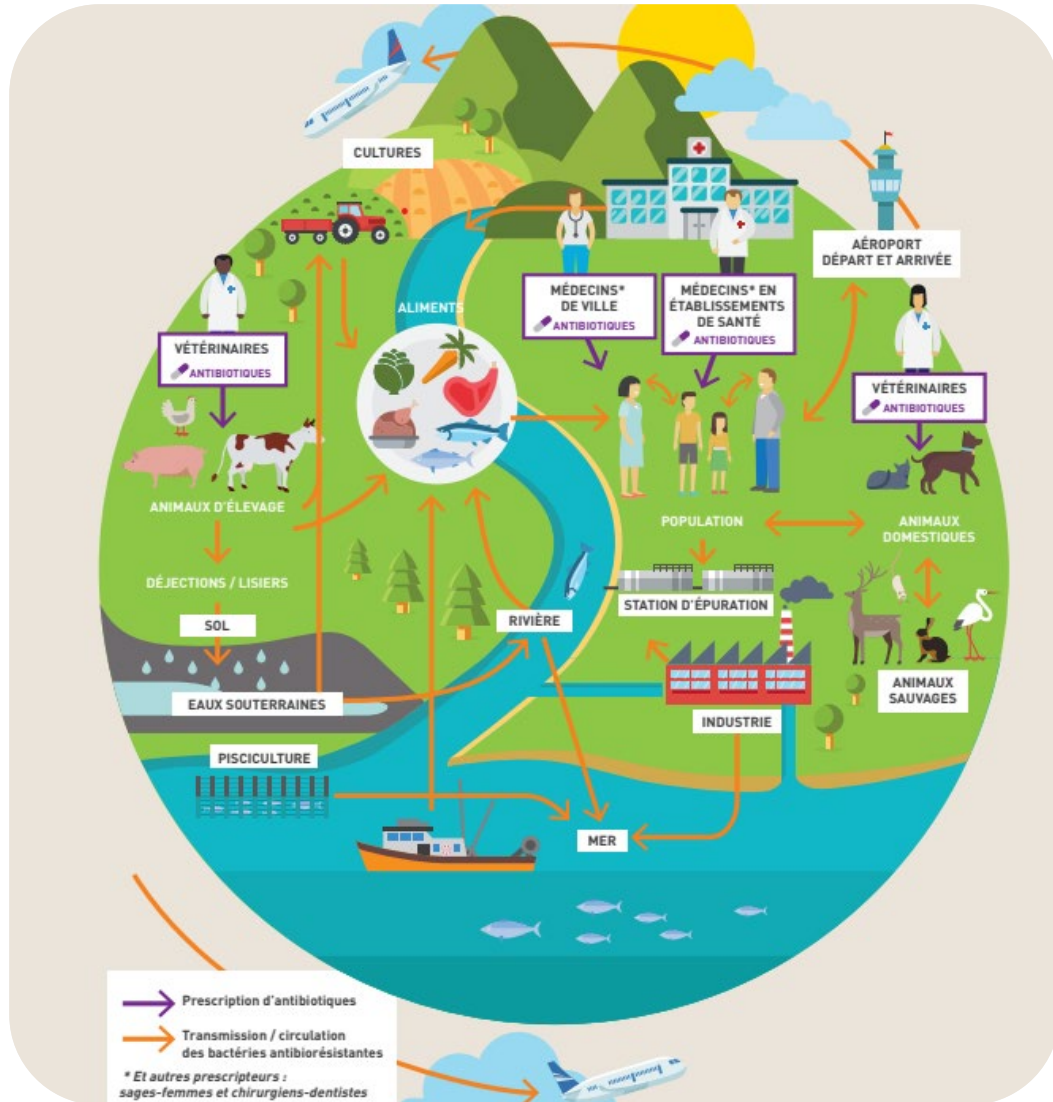 CULTURES
AÉROPORT
DÉPART ET ARRIVÉE
ALIMENTS
MÉDECINS*
DE VILLE
ANTIBIOTIQUES
MÉDECINS* EN
ÉTABLISSEMENTS
DE SANTÉ
ANTIBIOTIQUES
VÉTÉRINAIRES
ANTIBIOTIQUES
VÉTÉRINAIRES
ANTIBIOTIQUES
ANIMAUX D'ÉLEVAGE
POPULATION
ANIMAUX
DOMESTIQUES
DÉJECTIONS / LISIERS
STATION D'ÉPURATION
SOL
RIVIÈRE
EAUX SOUTERRAINES
ANIMAUX
SAUVAGES
INDUSTRIE
PISCICULTURE
MER
Prescription d'antibiotiques
Transmission / circulation
des bactéries antibiorésistantes
* Et autres prescripteurs :
sages-femmes et chirurgiens-dentistes